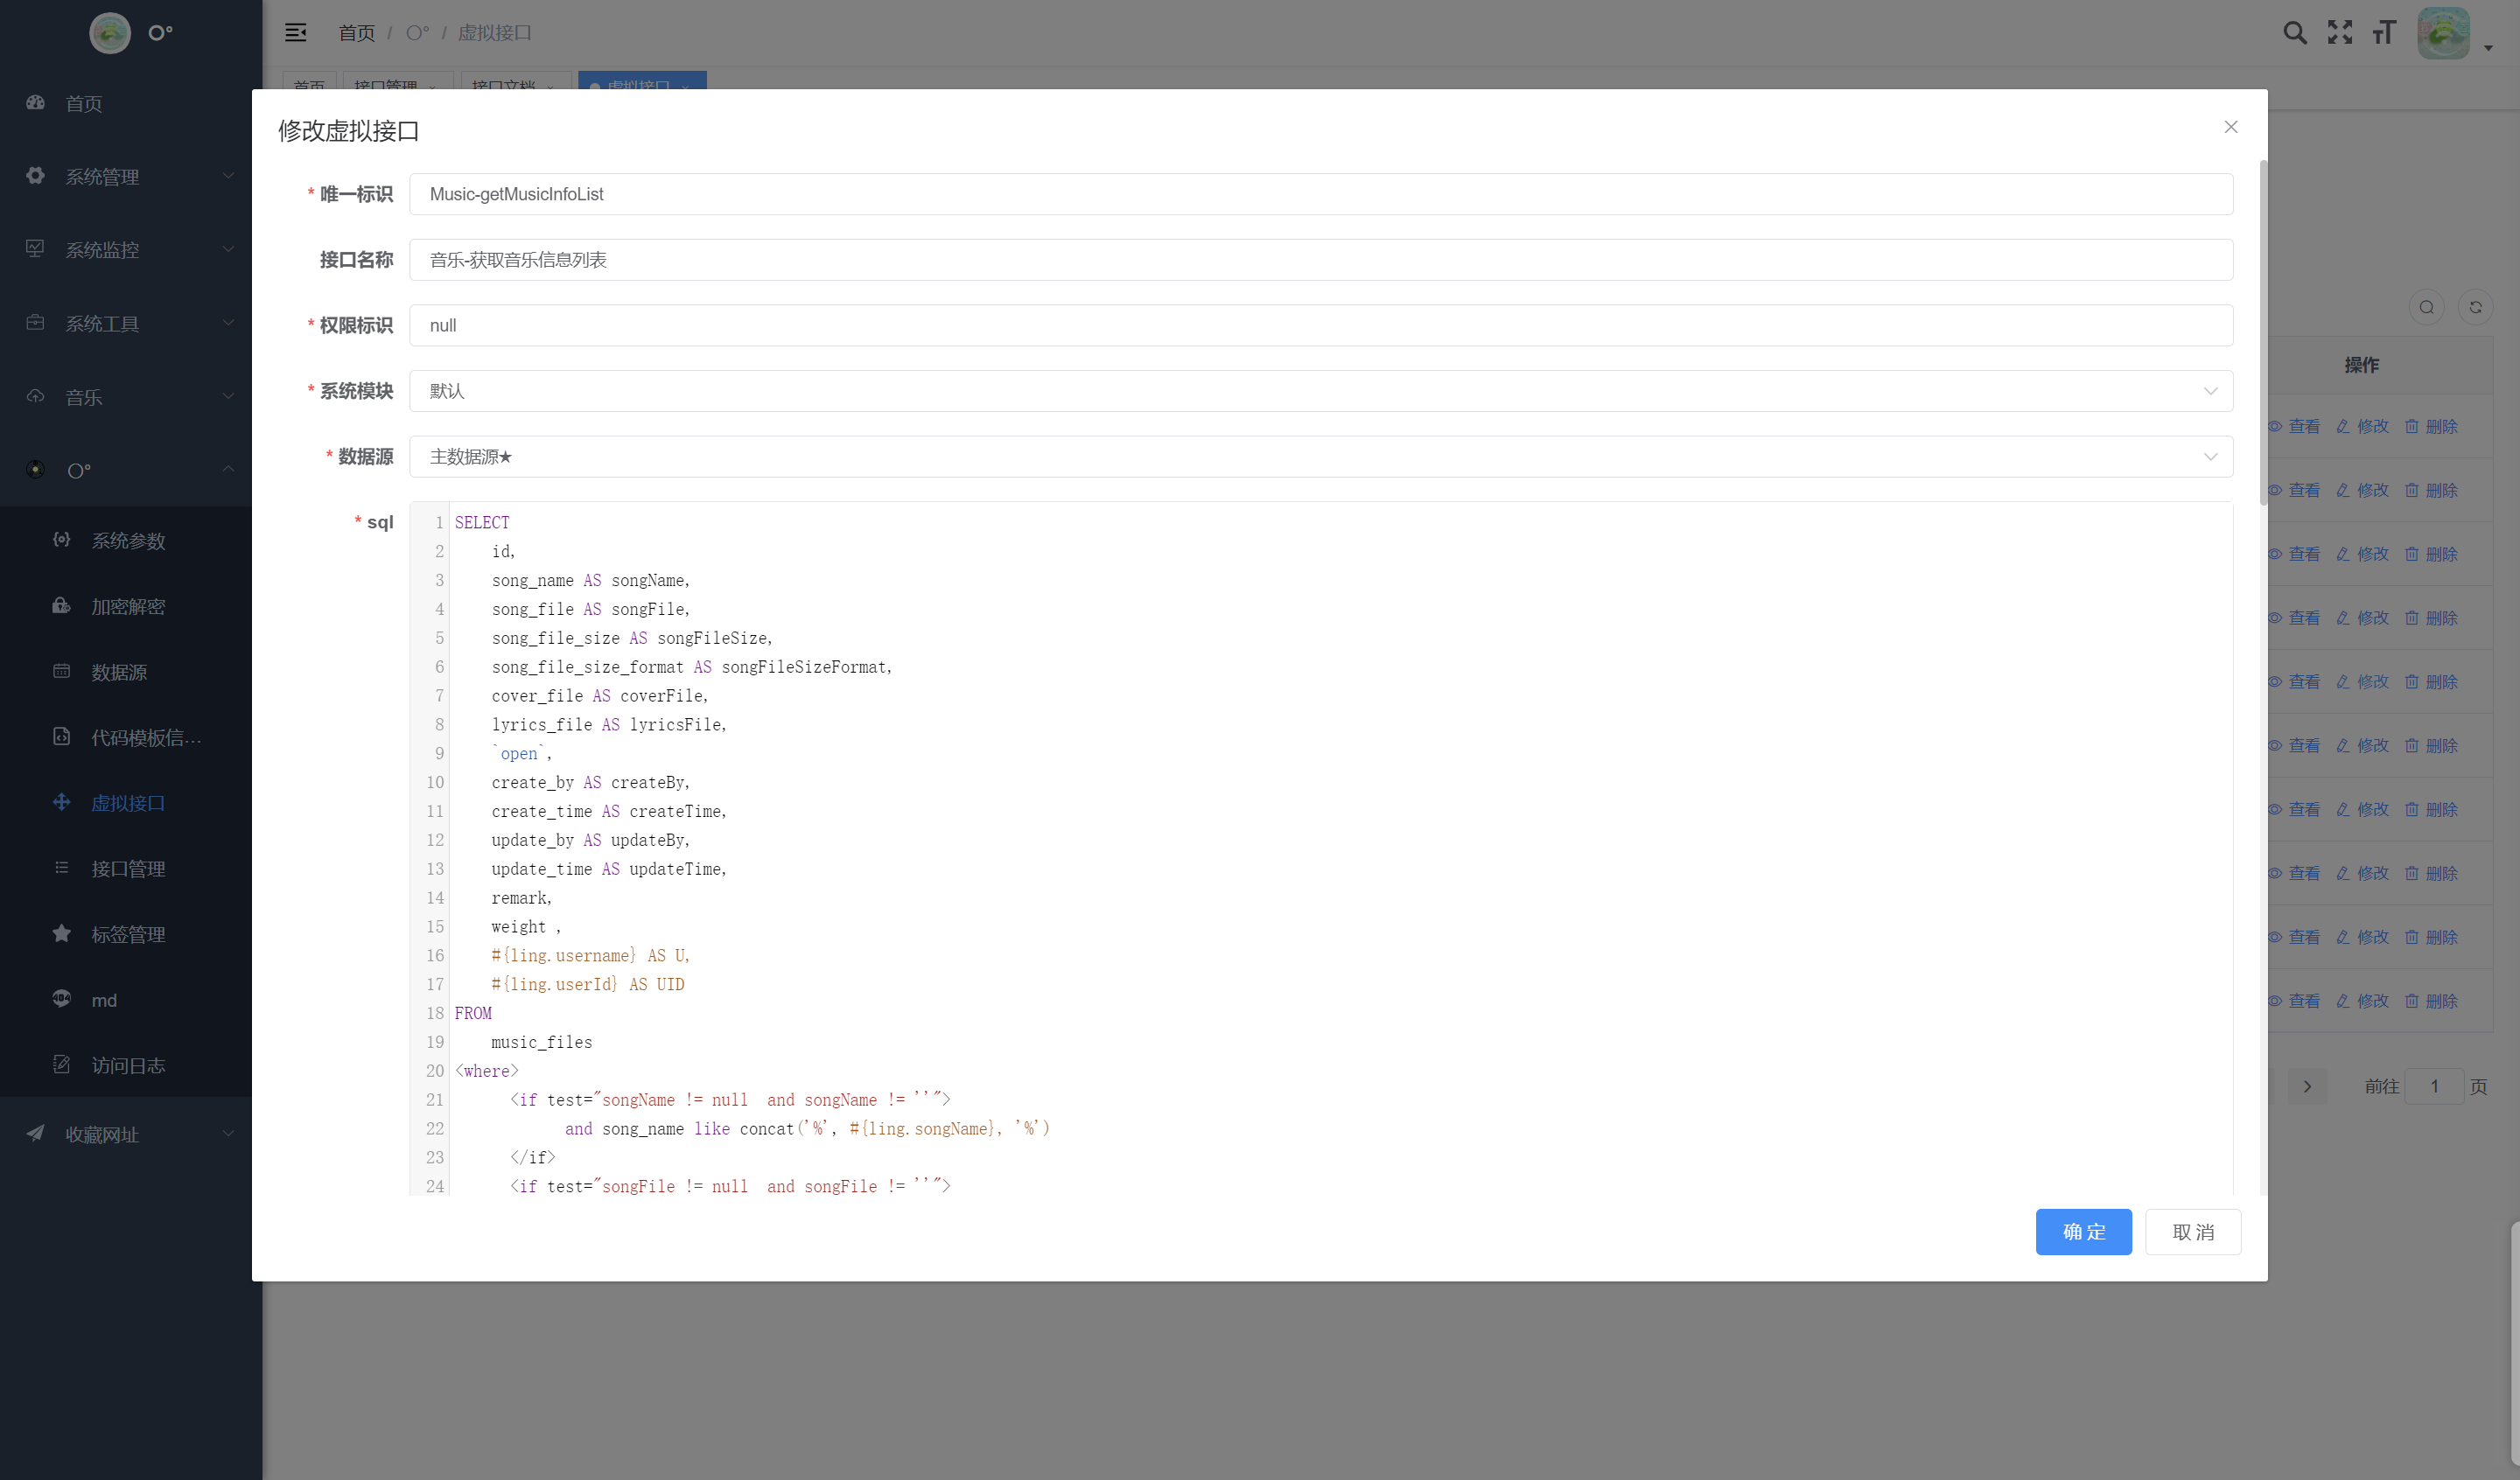 O°
首页
系统管理
系统监控
系统工具
音乐
O°
系统参数
加密解密
数据源
代码模板信...
虚拟接口
接口管理
标签管理
md
访问日志
收藏网址
首页 / O° / 虚拟接口
首页 接口管理 接口文档 虚拟接口
修改虚拟接口
* 唯一标识 Music-getMusicInfoList
接口名称 音乐-获取音乐信息列表
* 权限标识 null
* 系统模块 默认
* 数据源 主数据源★
* sql
1 SELECT
2 id,
3 song_name AS songName,
4 song_file AS songFile,
5 song_file_size AS songFileSize,
6 song_file_size_format AS songFileSizeFormat,
7 cover_file AS coverFile,
8 lyrics_file AS lyricsFile,
9 `open`,
10 create_by AS createBy,
11 create_time AS createTime,
12 update_by AS updateBy,
13 update_time AS updateTime,
14 remark,
15 weight ,
16 #{ling.username} AS U,
17 #{ling.userId} AS UID
18 FROM
19 music_files
20 <where>
21 <if test="songName != null  and songName != ''">
22 and song_name like concat('%', #{ling.songName}, '%')
23 </if>
24 <if test="songFile != null  and songFile != ''">
确 定 取 消
操作
查看 修改 删除
查看 修改 删除
查看 修改 删除
查看 修改 删除
查看 修改 删除
查看 修改 删除
查看 修改 删除
查看 修改 删除
查看 修改 删除
查看 修改 删除
前往 1 页